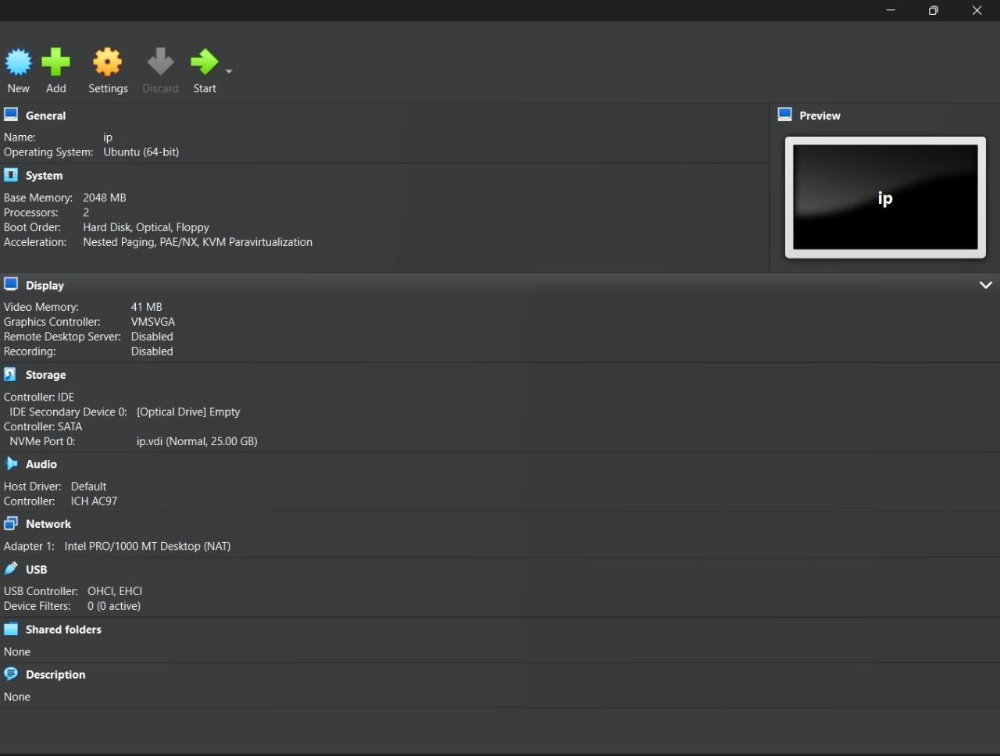 New
Add
Settings
Discard
Start
General
Name: ip
Operating System: Ubuntu (64-bit)
System
Base Memory: 2048 MB
Processors: 2
Boot Order: Hard Disk, Optical, Floppy
Acceleration: Nested Paging, PAE/NX, KVM Paravirtualization
Preview
ip
Display
Video Memory: 41 MB
Graphics Controller: VMSVGA
Remote Desktop Server: Disabled
Recording: Disabled
Storage
Controller: IDE
IDE Secondary Device 0: [Optical Drive] Empty
Controller: SATA
NVMe Port 0: ip.vdi (Normal, 25.00 GB)
Audio
Host Driver: Default
Controller: ICH AC97
Network
Adapter 1: Intel PRO/1000 MT Desktop (NAT)
USB
USB Controller: OHCI, EHCI
Device Filters: 0 (0 active)
Shared folders
None
Description
None